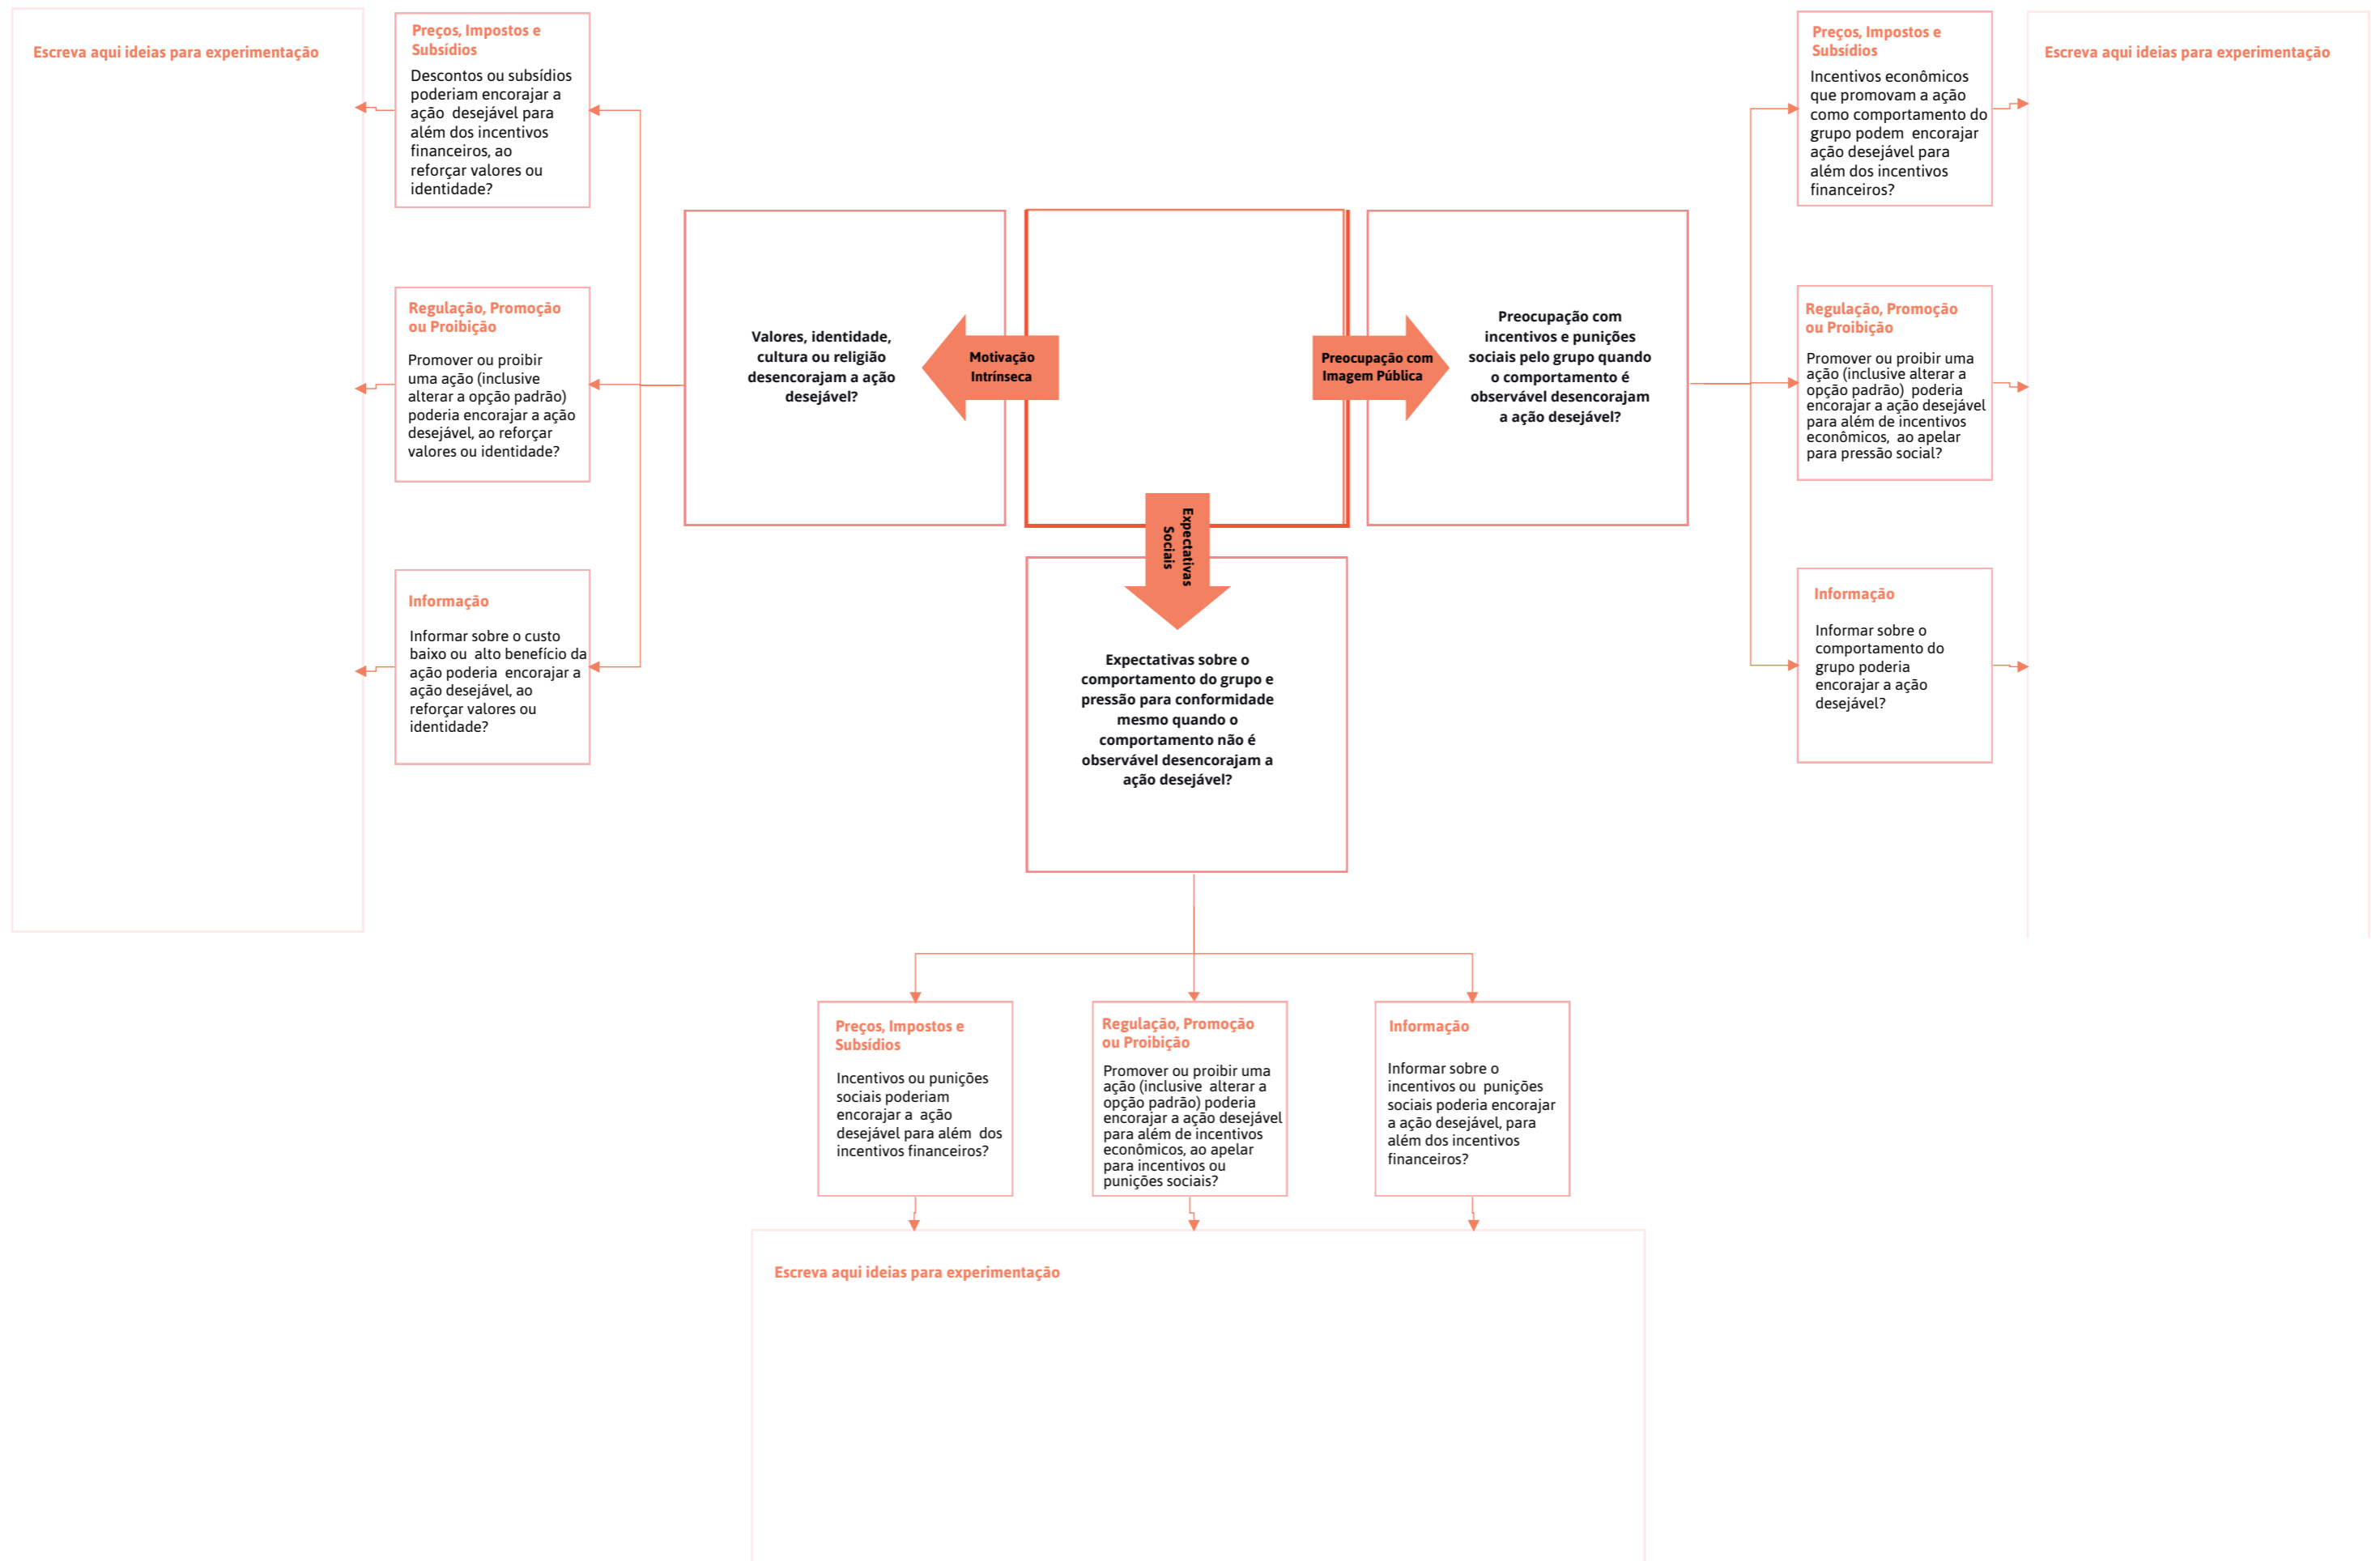 Escreva aqui ideias para experimentação
Preços, Impostos e
Subsídios
Descontos ou subsídios
poderiam encorajar a
ação desejável para
além dos incentivos
financeiros, ao
reforçar valores ou
identidade?
Regulação, Promoção
ou Proibição
Promover ou proibir
uma ação (inclusive
alterar a opção padrão)
poderia encorajar a ação
desejável, ao reforçar
valores ou identidade?
Informação
Informar sobre o custo
baixo ou alto benefício da
ação poderia encorajar a
ação desejável, ao
reforçar valores ou
identidade?
Valores, identidade,
cultura ou religião
desencorajam a ação
desejável?
Motivação
Intrínseca
Preocupação com
Imagem Pública
Preocupação com
incentivos e punições
sociais pelo grupo quando
o comportamento é
observável desencorajam
a ação desejável?
Expectativas
Sociais
Expectativas sobre o
comportamento do grupo e
pressão para conformidade
mesmo quando o
comportamento não é
observável desencorajam a
ação desejável?
Preços, Impostos e
Subsídios
Incentivos econômicos
que promovam a ação
como comportamento do
grupo podem encorajar
ação desejável para
além dos incentivos
financeiros?
Regulação, Promoção
ou Proibição
Promover ou proibir uma
ação (inclusive alterar a
opção padrão) poderia
encorajar a ação desejável
para além de incentivos
econômicos, ao apelar
para pressão social?
Informação
Informar sobre o
comportamento do
grupo poderia
encorajar a ação
desejável?
Escreva aqui ideias para experimentação
Preços, Impostos e
Subsídios
Incentivos ou punições
sociais poderiam
encorajar a ação
desejável para além dos
incentivos financeiros?
Regulação, Promoção
ou Proibição
Promover ou proibir uma
ação (inclusive alterar a
opção padrão) poderia
encorajar a ação desejável
para além de incentivos
econômicos, ao apelar
para incentivos ou
punições sociais?
Informação
Informar sobre o
incentivos ou punições
sociais poderia encorajar
a ação desejável, para
além dos incentivos
financeiros?
Escreva aqui ideias para experimentação